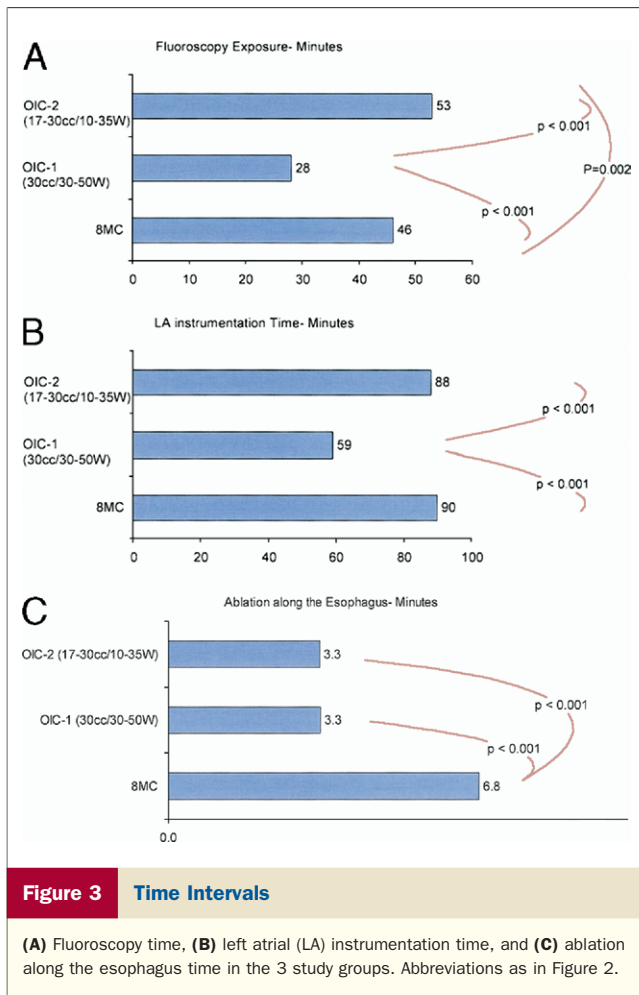 A
Fluoroscopy Exposure- Minutes
OIC-2
(17-30cc/10-35W)
53
p < 0.001
OIC-1
(30cc/30-50W)
28
P=0.002
p < 0.001
8MC
46
0 10 20 30 40 50 60
B
LA instrumentation Time- Minutes
OIC-2
(17-30cc/10-35W)
88
p < 0.001
OIC-1
(30cc/30-50W)
59
p < 0.001
8MC
90
0 20 40 60 80 100
C
Ablation along the Esophagus- Minutes
OIC-2 (17-30cc/10-35W)
3.3
p < 0.001
OIC-1 (30cc/30-50W)
3.3
p < 0.001
8MC
6.8
0.0
Figure 3 Time Intervals
(A) Fluoroscopy time, (B) left atrial (LA) instrumentation time, and (C) ablation
along the esophagus time in the 3 study groups. Abbreviations as in Figure 2.